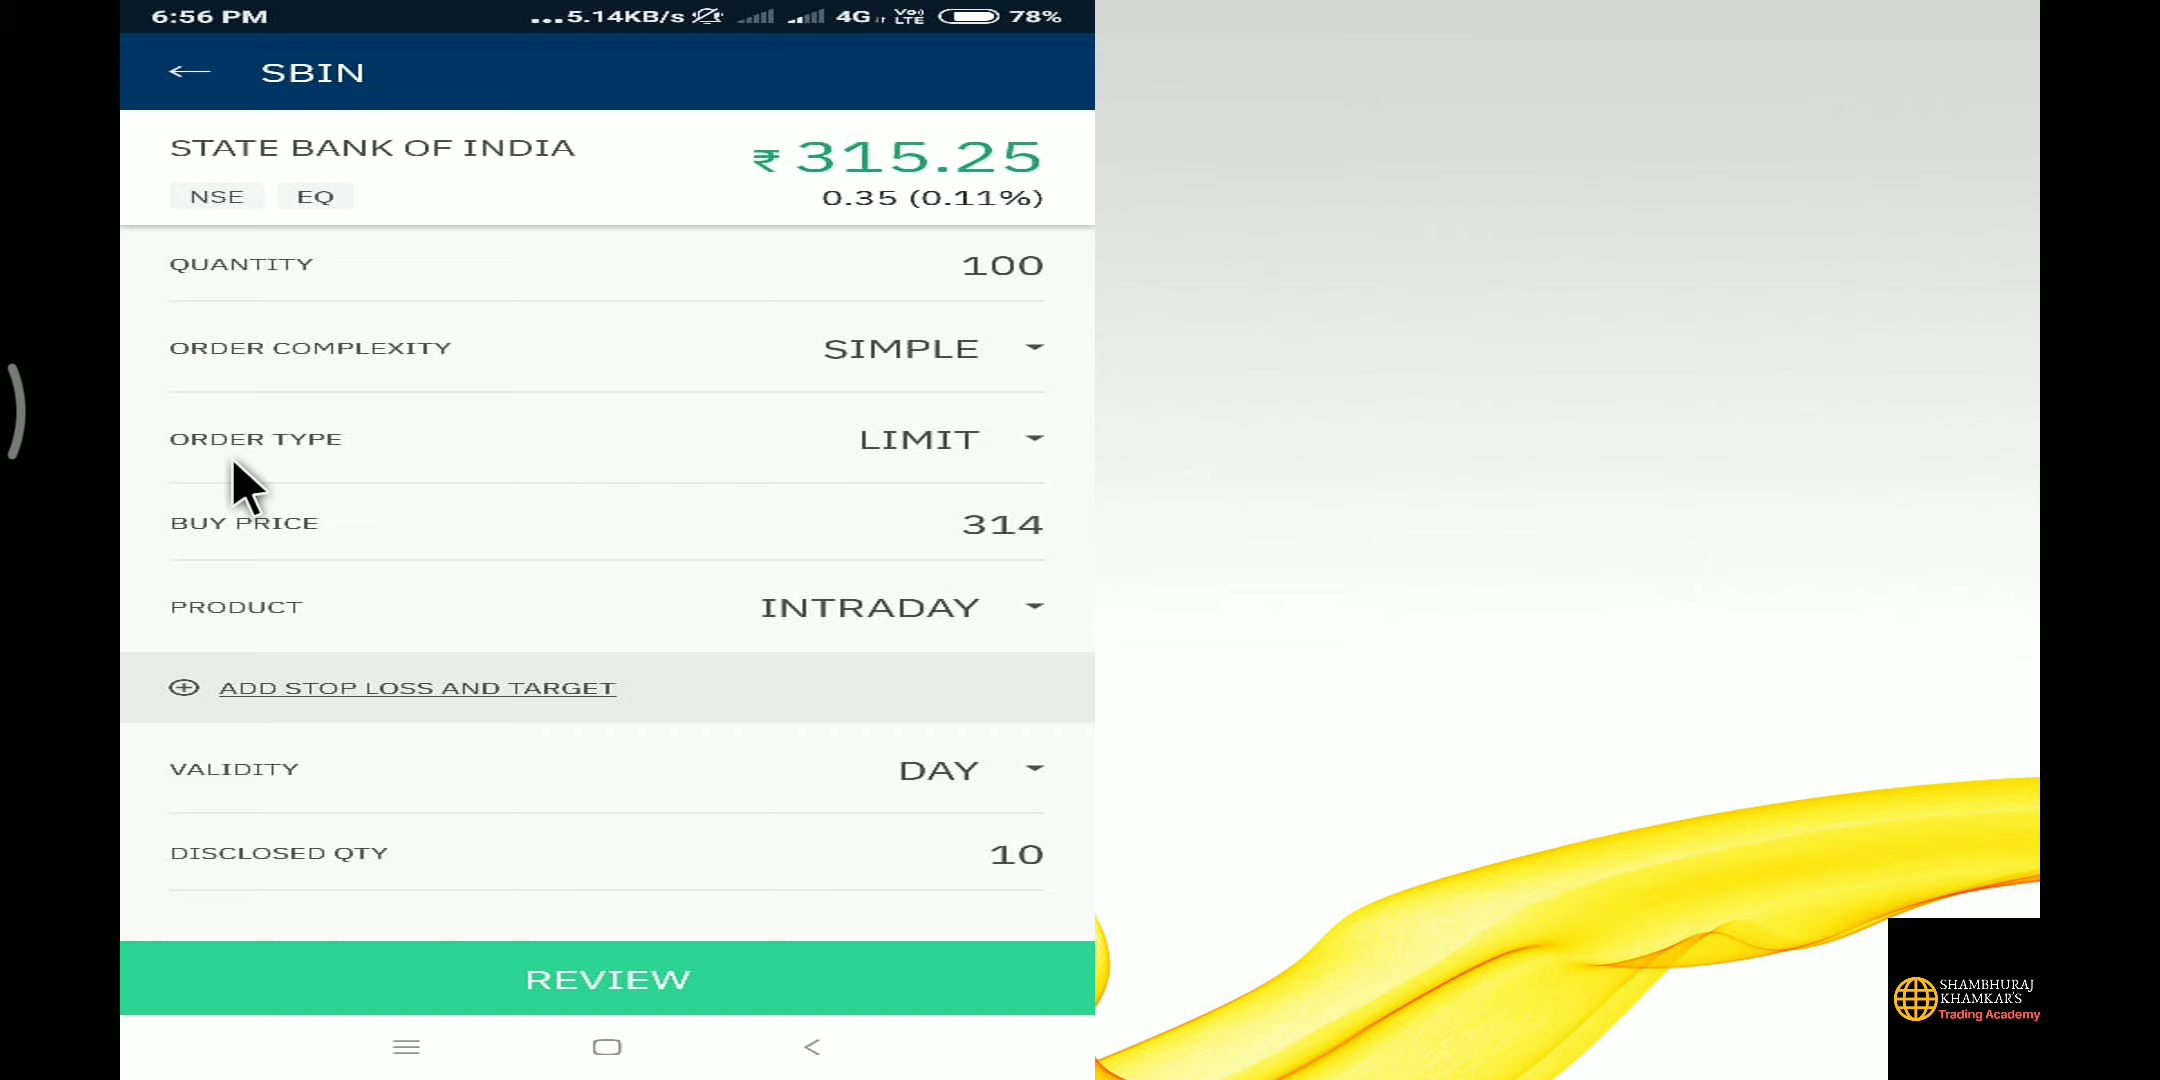 6:56 PM ...5.14KB/s 4G VoLTE 78%
SBIN
STATE BANK OF INDIA ₹ 315.25
NSE EQ 0.35 (0.11%)
QUANTITY 100
ORDER COMPLEXITY SIMPLE
ORDER TYPE LIMIT
BUY PRICE 314
PRODUCT INTRADAY
ADD STOP LOSS AND TARGET
VALIDITY DAY
DISCLOSED QTY 10
REVIEW
SHAMBHURAJ
KHAMKAR'S
Trading Academy